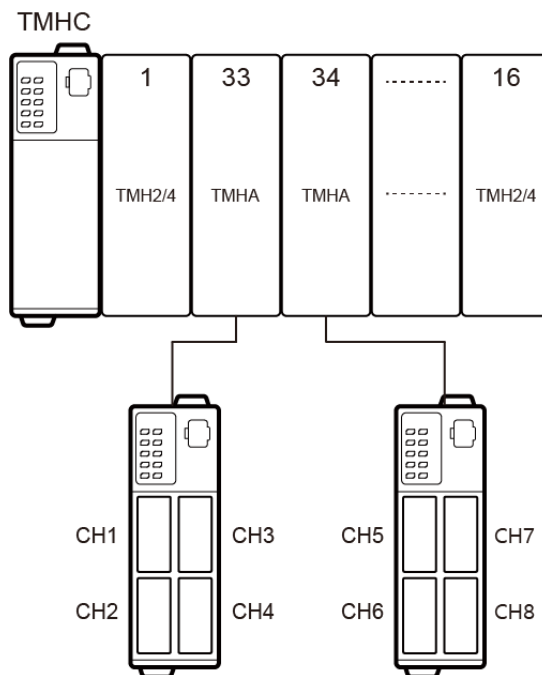 TMHC
1 33 34 16
TMH2/4 TMHA TMHA TMH2/4
CH1 CH3 CH5 CH7
CH2 CH4 CH6 CH8